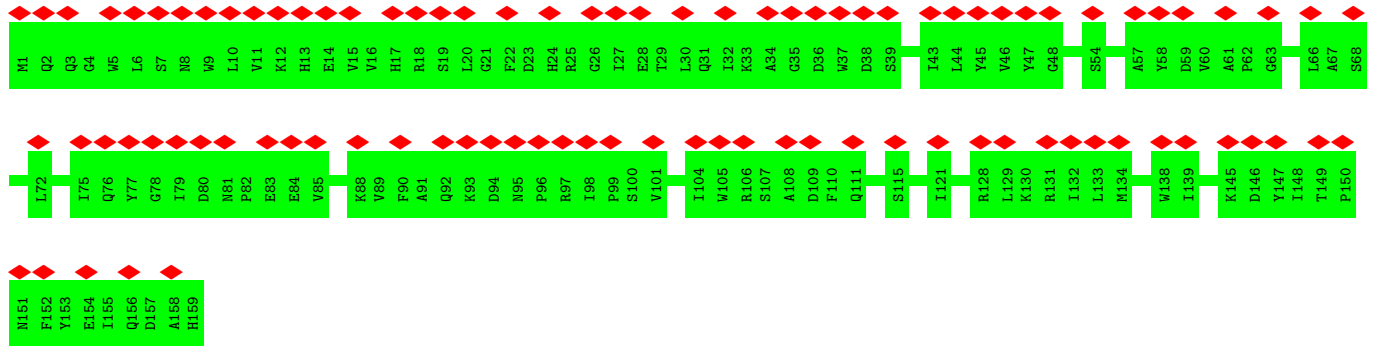 M1 Q2 Q3 G4 W5 L6 S7 N8 W9 L10 V11 K12 H13 E14 V15 V16 H17 R18 S19 L20 G21 F22 D23 H24 R25 G26 I27 E28 T29 L30 Q31 I32 K33 A34 G35 D36 W37 D38 S39 I43 L44 Y45 V46 Y47 G48 S54 A57 Y58 D59 V60 A61 P62 G63 L66 A67 S68
L72 I75 Q76 Y77 G78 I79 D80 N81 P82 E83 E84 V85 K88 V89 F90 A91 Q92 K93 D94 N95 P96 R97 I98 P99 S100 V101 I104 W105 R106 S107 A108 D109 F110 Q111 S115 I121 R128 L129 K130 R131 I132 L133 M134 W138 I139 K145 D146 Y147 I148 T149 P150
N151 F152 Y153 E154 I155 Q156 D157 A158 H159